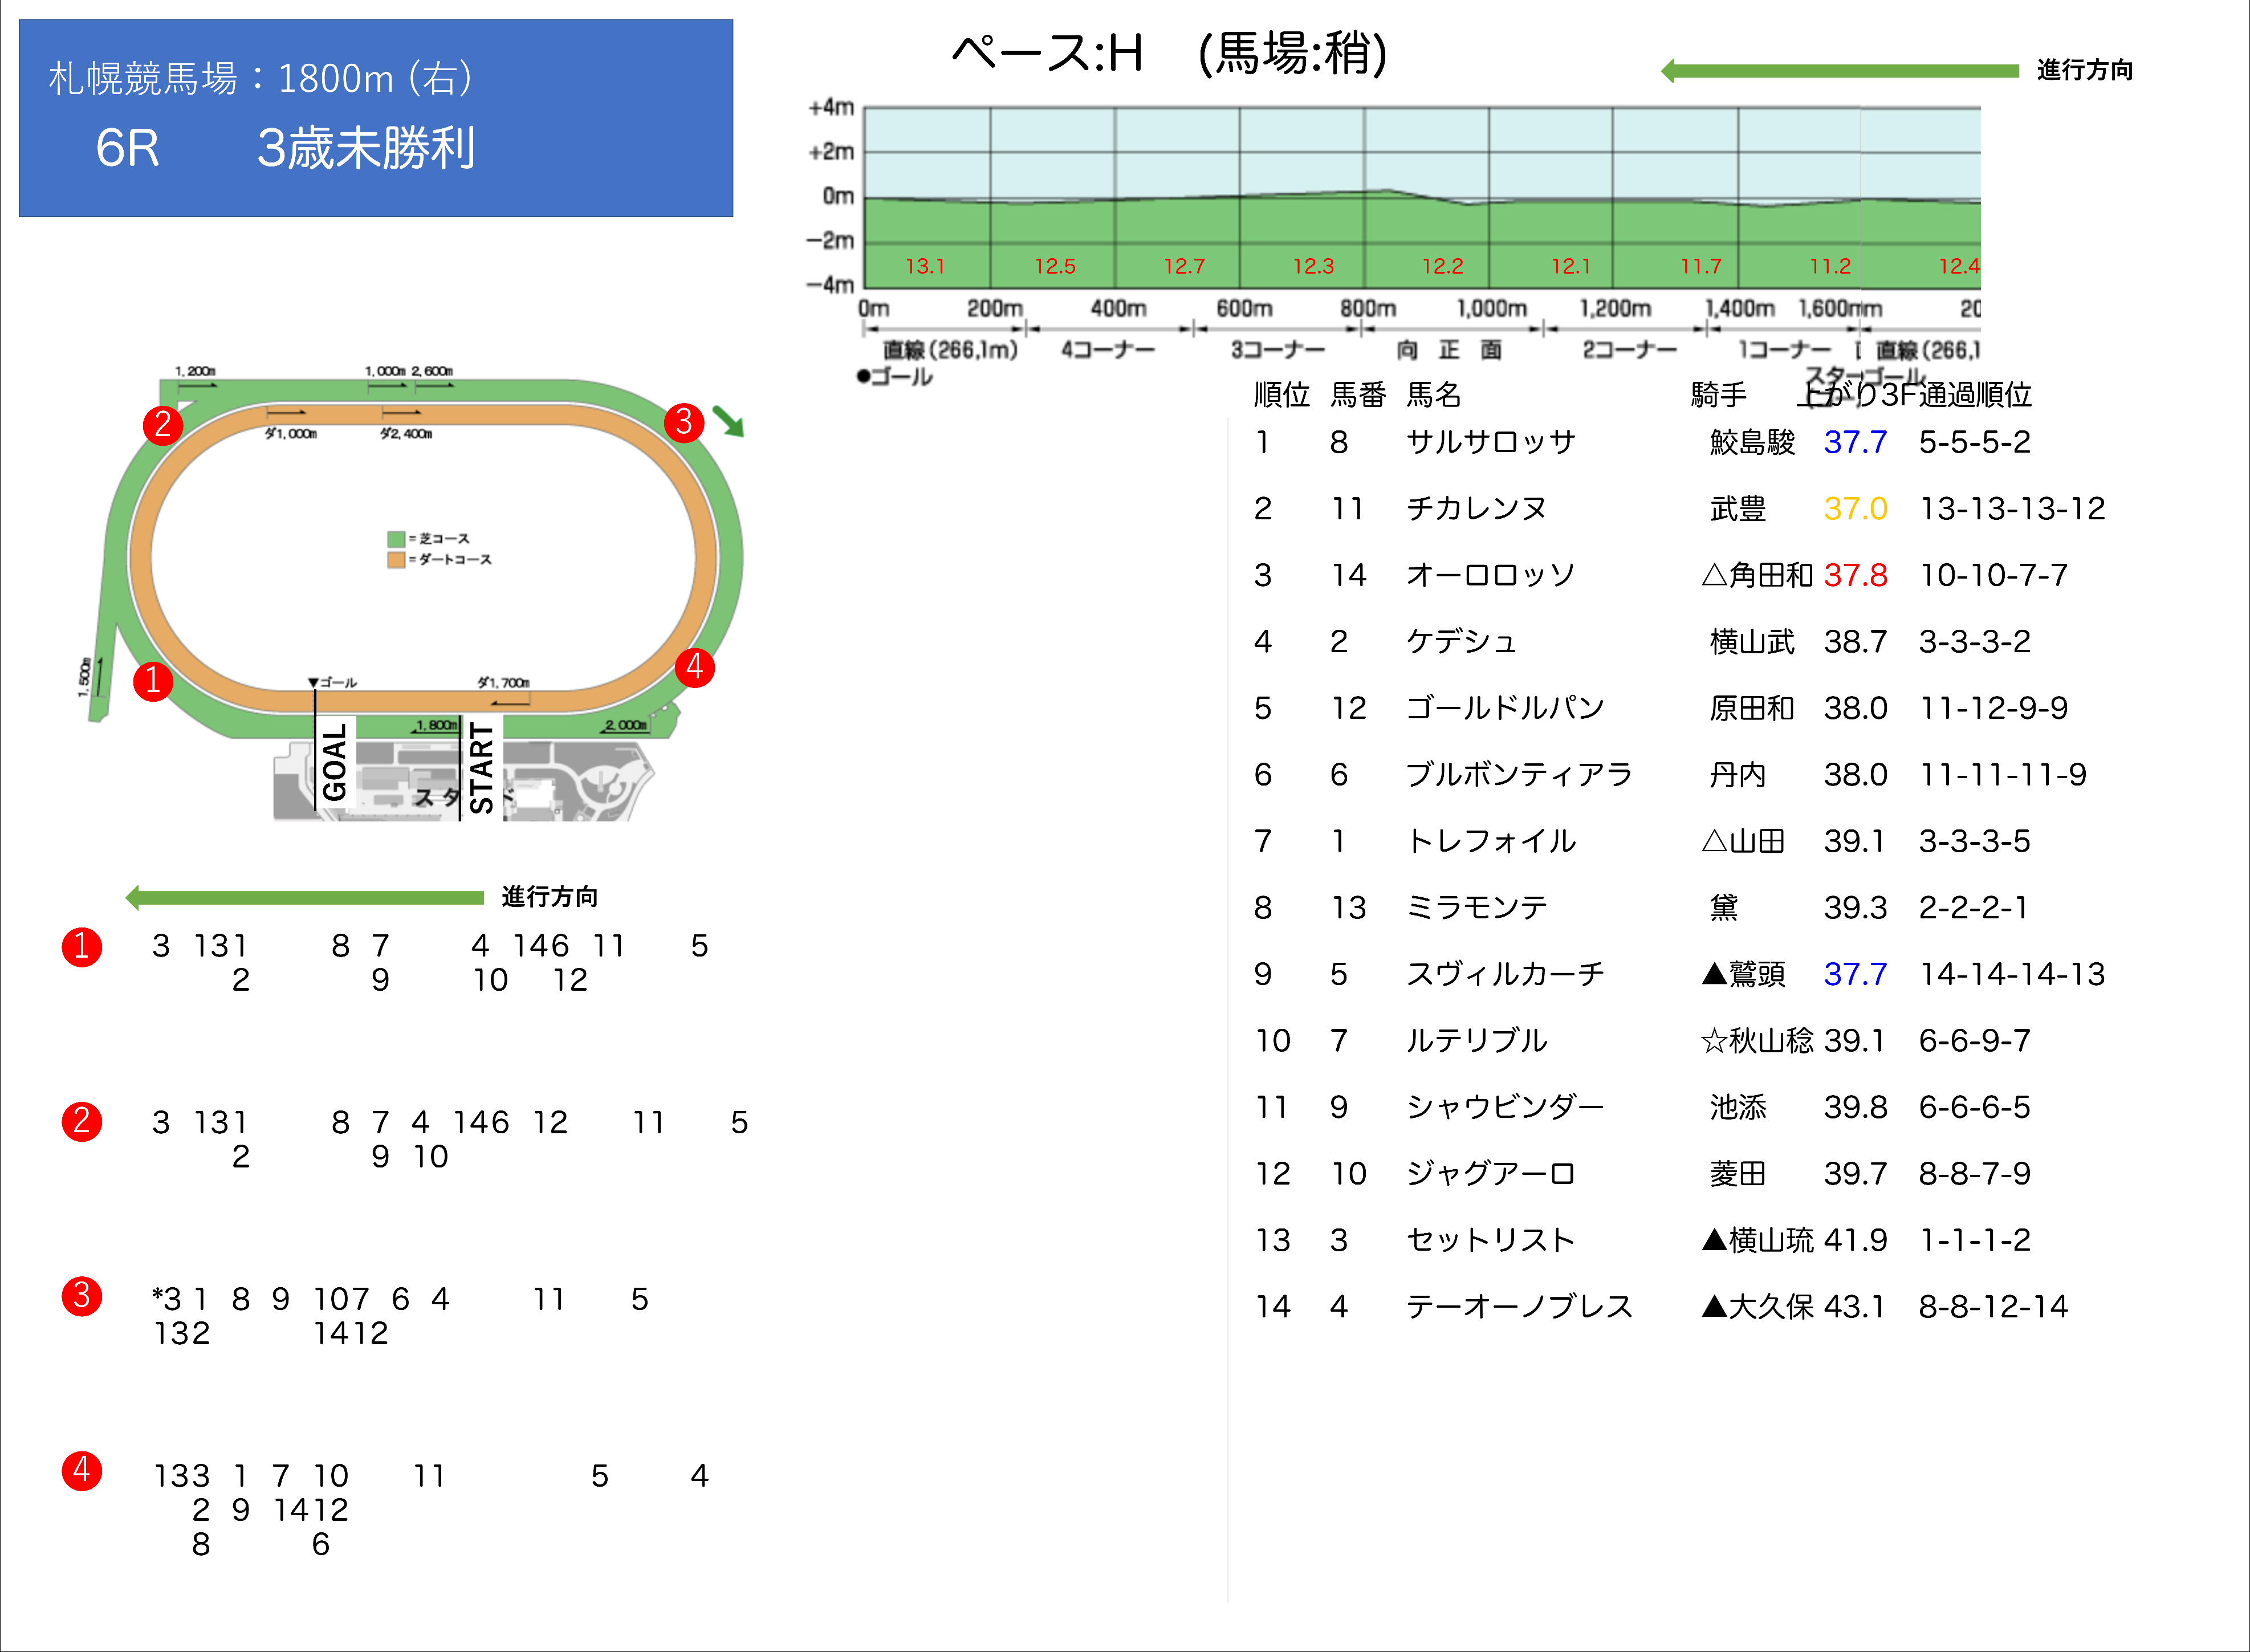 札幌競馬場：1800m (右)
6R 3歳未勝利
ペース:H (馬場:稍)
進行方向
+4m
+2m
0m
−2m
−4m
13.1 12.5 12.7 12.3 12.2 12.1 11.7 11.2 12.4
0m 200m 400m 600m 800m 1,000m 1,200m 1,400m 1,600m m 20
直線(266,1m) 4コーナー 3コーナー 向 正 面 2コーナー 1コーナー 直線(266,1
●ゴール ゴール
1,200m 1,000m 2,600m
ダ1,000m ダ2,400m
2 3
= 芝コース
= ダートコース
1 4
1,500m
▼ゴール ダ1,700m
1,800m 2,000m
GOAL START
スタ
進行方向
1 3 131 8 7 4 146 11 5
2 9 10 12
2 3 131 8 7 4 146 12 11 5
2 9 10
3 *3 1 8 9 107 6 4 11 5
132 1412
4 133 1 7 10 11 5 4
2 9 1412
8 6
順位 馬番 馬名 騎手 上がり3F 通過順位
1 8 サルサロッサ 鮫島駿 37.7 5-5-5-2
2 11 チカレンヌ 武豊 37.0 13-13-13-12
3 14 オーロロッソ △角田和 37.8 10-10-7-7
4 2 ケデシュ 横山武 38.7 3-3-3-2
5 12 ゴールドルパン 原田和 38.0 11-12-9-9
6 6 ブルボンティアラ 丹内 38.0 11-11-11-9
7 1 トレフォイル △山田 39.1 3-3-3-5
8 13 ミラモンテ 黛 39.3 2-2-2-1
9 5 スヴィルカーチ ▲鷲頭 37.7 14-14-14-13
10 7 ルテリブル ☆秋山稔 39.1 6-6-9-7
11 9 シャウビンダー 池添 39.8 6-6-6-5
12 10 ジャグアーロ 菱田 39.7 8-8-7-9
13 3 セットリスト ▲横山琉 41.9 1-1-1-2
14 4 テーオーノブレス ▲大久保 43.1 8-8-12-14